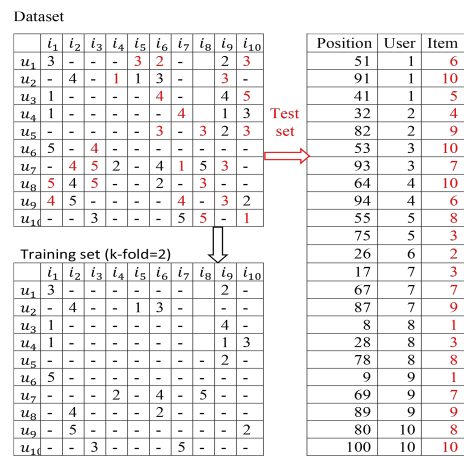 Dataset
i₁ i₂ i₃ i₄ i₅ i₆ i₇ i₈ i₉ i₁₀
u₁ 3 - - - 3 2 - 2 3
u₂ - 4 - 1 1 3 - 3 -
u₃ 1 - - - - 4 - 4 5
u₄ 1 - - - - - 4 1 3
u₅ - - - - - 3 - 3 2 3
u₆ 5 - 4 - - - - - - -
u₇ - 4 5 2 - 4 1 5 3 -
u₈ 5 4 5 - - 2 - 3 - -
u₉ 4 5 - - - - 4 - 3 2
u₁₀ - - 3 - - - 5 5 - 1
Test
set
Training set (k-fold=2)
i₁ i₂ i₃ i₄ i₅ i₆ i₇ i₈ i₉ i₁₀
u₁ 3 - - - - - - 2 -
u₂ - 4 - - 1 3 - - -
u₃ 1 - - - - - - 4 -
u₄ 1 - - - - - - 1 3
u₅ - - - - - - - - 2 -
u₆ 5 - - - - - - - - -
u₇ - - - 2 - 4 - 5 - -
u₈ - 4 - - - 2 - - - -
u₉ - 5 - - - - - - - 2
u₁₀ - - 3 - - - 5 - - -
Position User Item
51 1 6
91 1 10
41 1 5
32 2 4
82 2 9
53 3 10
93 3 7
64 4 10
94 4 6
55 5 8
75 5 3
26 6 2
17 7 3
67 7 7
87 7 9
8 8 1
28 8 3
78 8 8
9 9 1
69 9 7
89 9 9
80 10 8
100 10 10